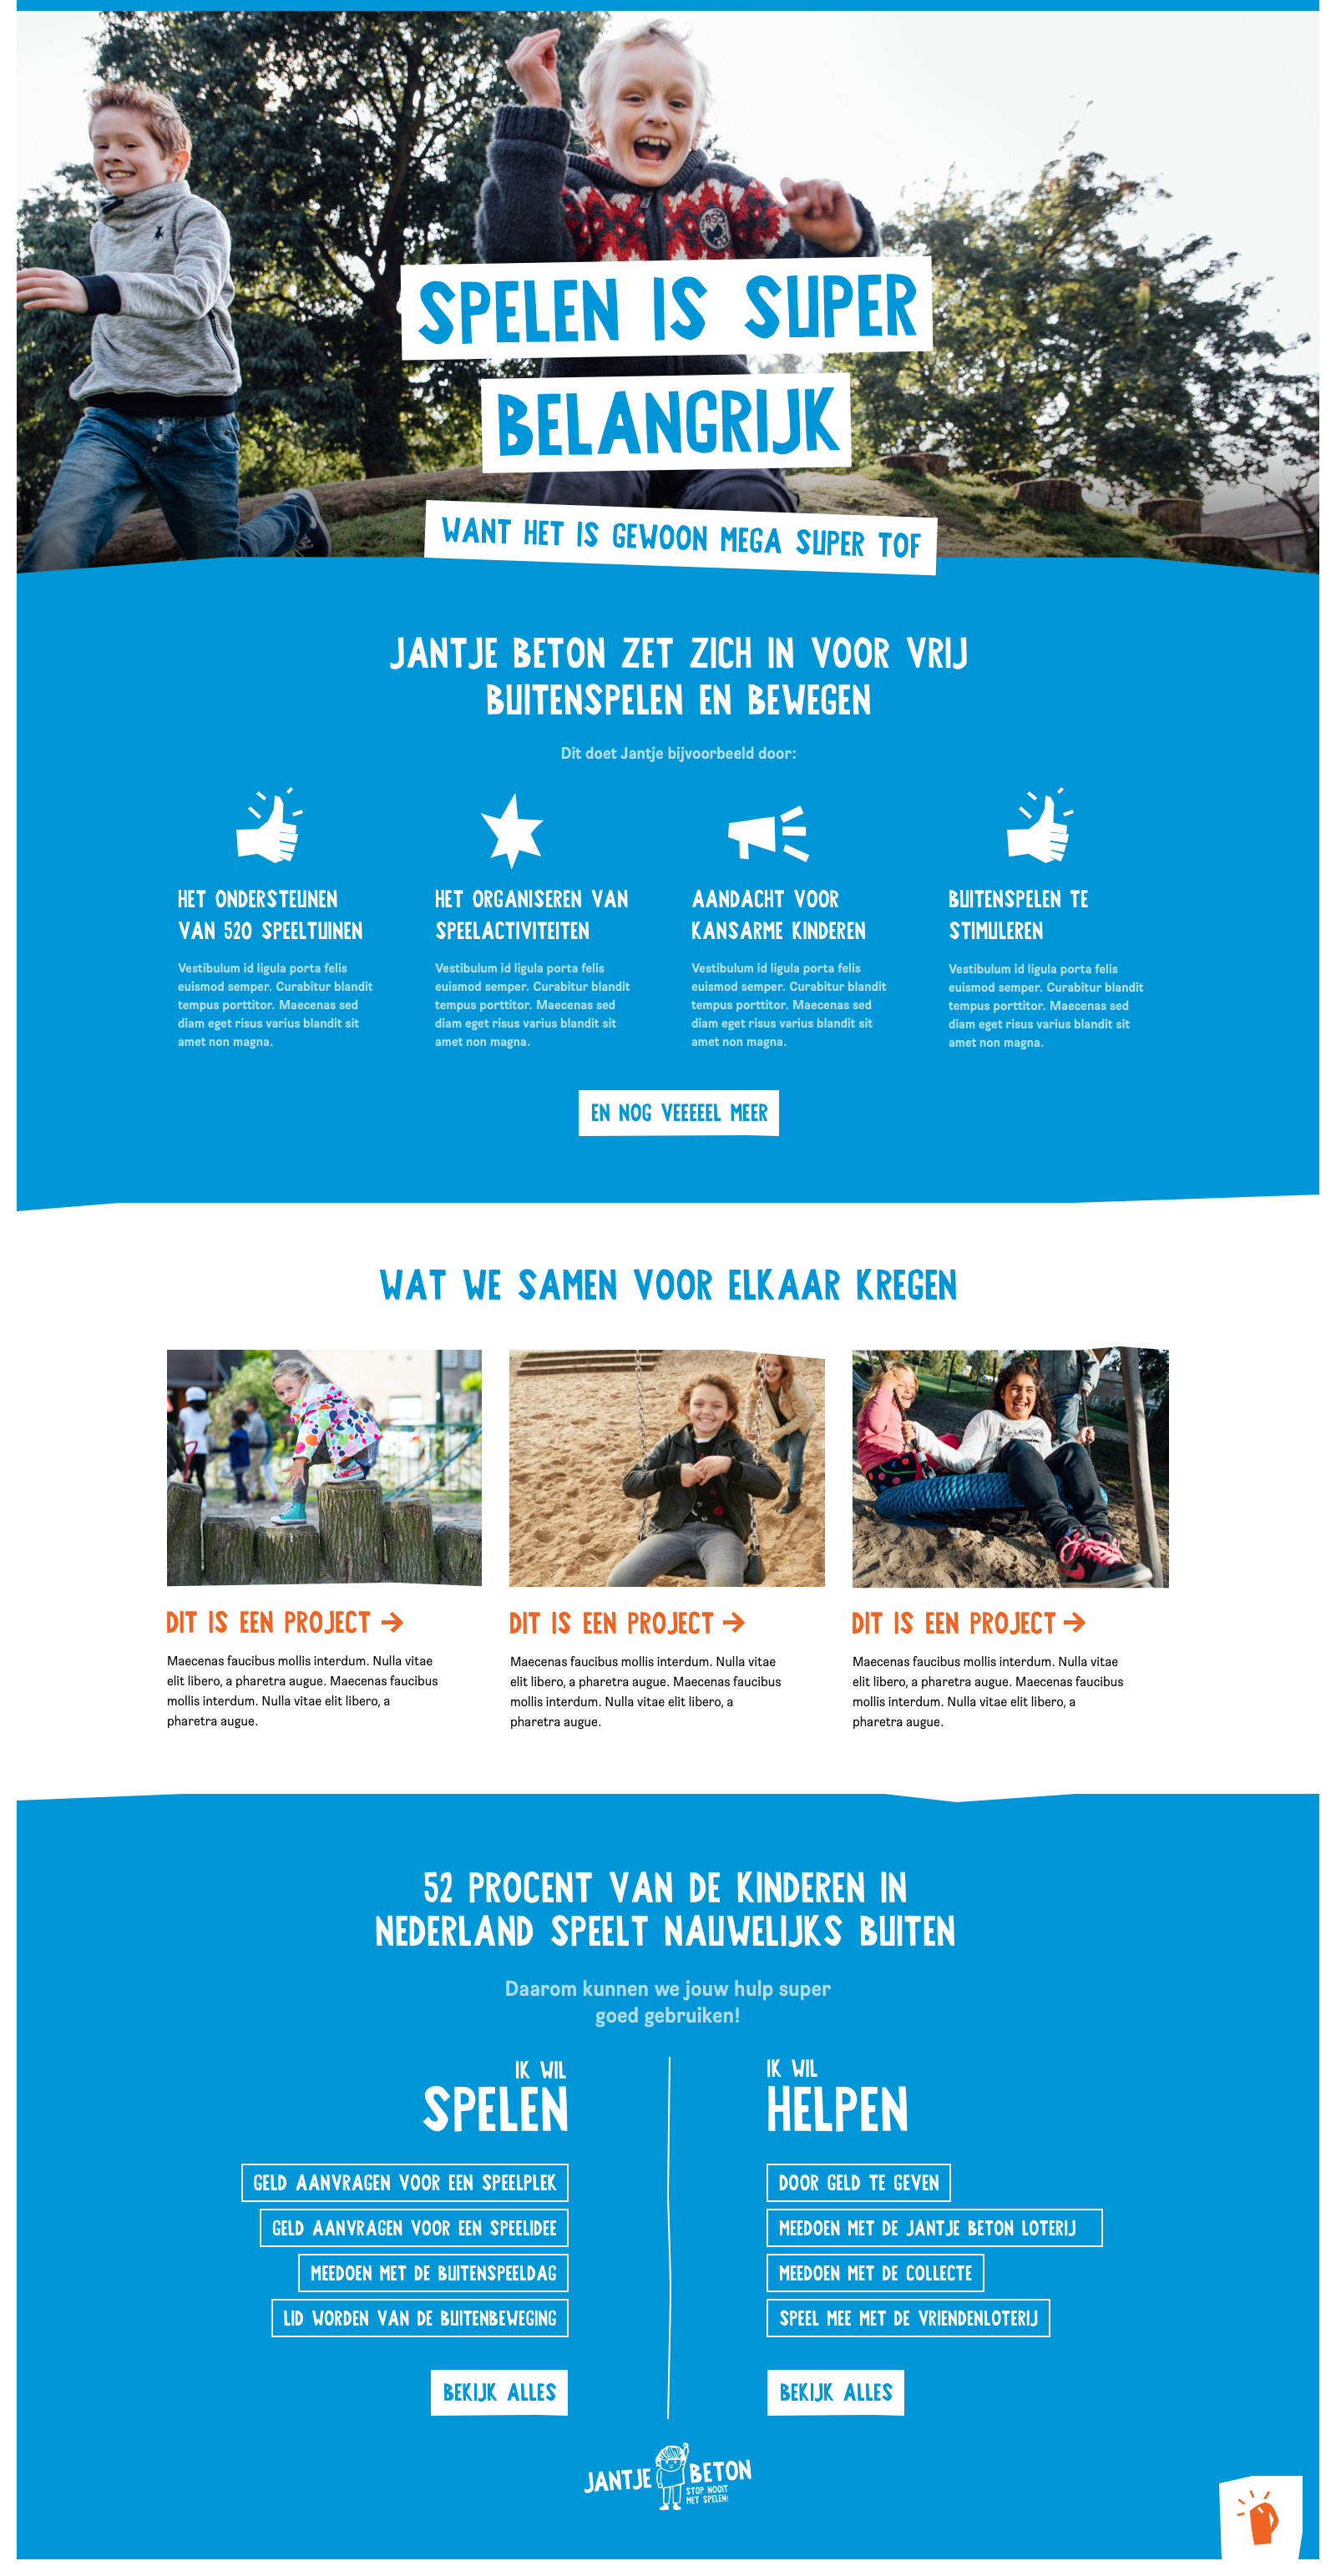 SPELEN IS SUPER
BELANGRIJK
WANT HET IS GEWOON MEGA SUPER TOF
JANTJE BETON ZET ZICH IN VOOR VRIJ
BUITENSPELEN EN BEWEGEN
Dit doet Jantje bijvoorbeeld door:
HET ONDERSTEUNEN
VAN 520 SPEELTUINEN
Vestibulum id ligula porta felis
euismod semper. Curabitur blandit
tempus porttitor. Maecenas sed
diam eget risus varius blandit sit
amet non magna.
HET ORGANISEREN VAN
SPEELACTIVITEITEN
Vestibulum id ligula porta felis
euismod semper. Curabitur blandit
tempus porttitor. Maecenas sed
diam eget risus varius blandit sit
amet non magna.
AANDACHT VOOR
KANSARME KINDEREN
Vestibulum id ligula porta felis
euismod semper. Curabitur blandit
tempus porttitor. Maecenas sed
diam eget risus varius blandit sit
amet non magna.
BUITENSPELEN TE
STIMULEREN
Vestibulum id ligula porta felis
euismod semper. Curabitur blandit
tempus porttitor. Maecenas sed
diam eget risus varius blandit sit
amet non magna.
EN NOG VEEEEEL MEER
WAT WE SAMEN VOOR ELKAAR KREGEN
DIT IS EEN PROJECT →
Maecenas faucibus mollis interdum. Nulla vitae
elit libero, a pharetra augue. Maecenas faucibus
mollis interdum. Nulla vitae elit libero, a
pharetra augue.
DIT IS EEN PROJECT →
Maecenas faucibus mollis interdum. Nulla vitae
elit libero, a pharetra augue. Maecenas faucibus
mollis interdum. Nulla vitae elit libero, a
pharetra augue.
DIT IS EEN PROJECT →
Maecenas faucibus mollis interdum. Nulla vitae
elit libero, a pharetra augue. Maecenas faucibus
mollis interdum. Nulla vitae elit libero, a
pharetra augue.
52 PROCENT VAN DE KINDEREN IN
NEDERLAND SPEELT NAUWELIJKS BUITEN
Daarom kunnen we jouw hulp super
goed gebruiken!
IK WIL
SPELEN
GELD AANVRAGEN VOOR EEN SPEELPLEK
GELD AANVRAGEN VOOR EEN SPEELIDEE
MEEDOEN MET DE BUITENSPEELDAG
LID WORDEN VAN DE BUITENBEWEGING
BEKIJK ALLES
IK WIL
HELPEN
DOOR GELD TE GEVEN
MEEDOEN MET DE JANTJE BETON LOTERIJ
MEEDOEN MET DE COLLECTE
SPEEL MEE MET DE VRIENDENLOTERIJ
BEKIJK ALLES
JANTJE BETON
STOP NOOIT
MET SPELEN!